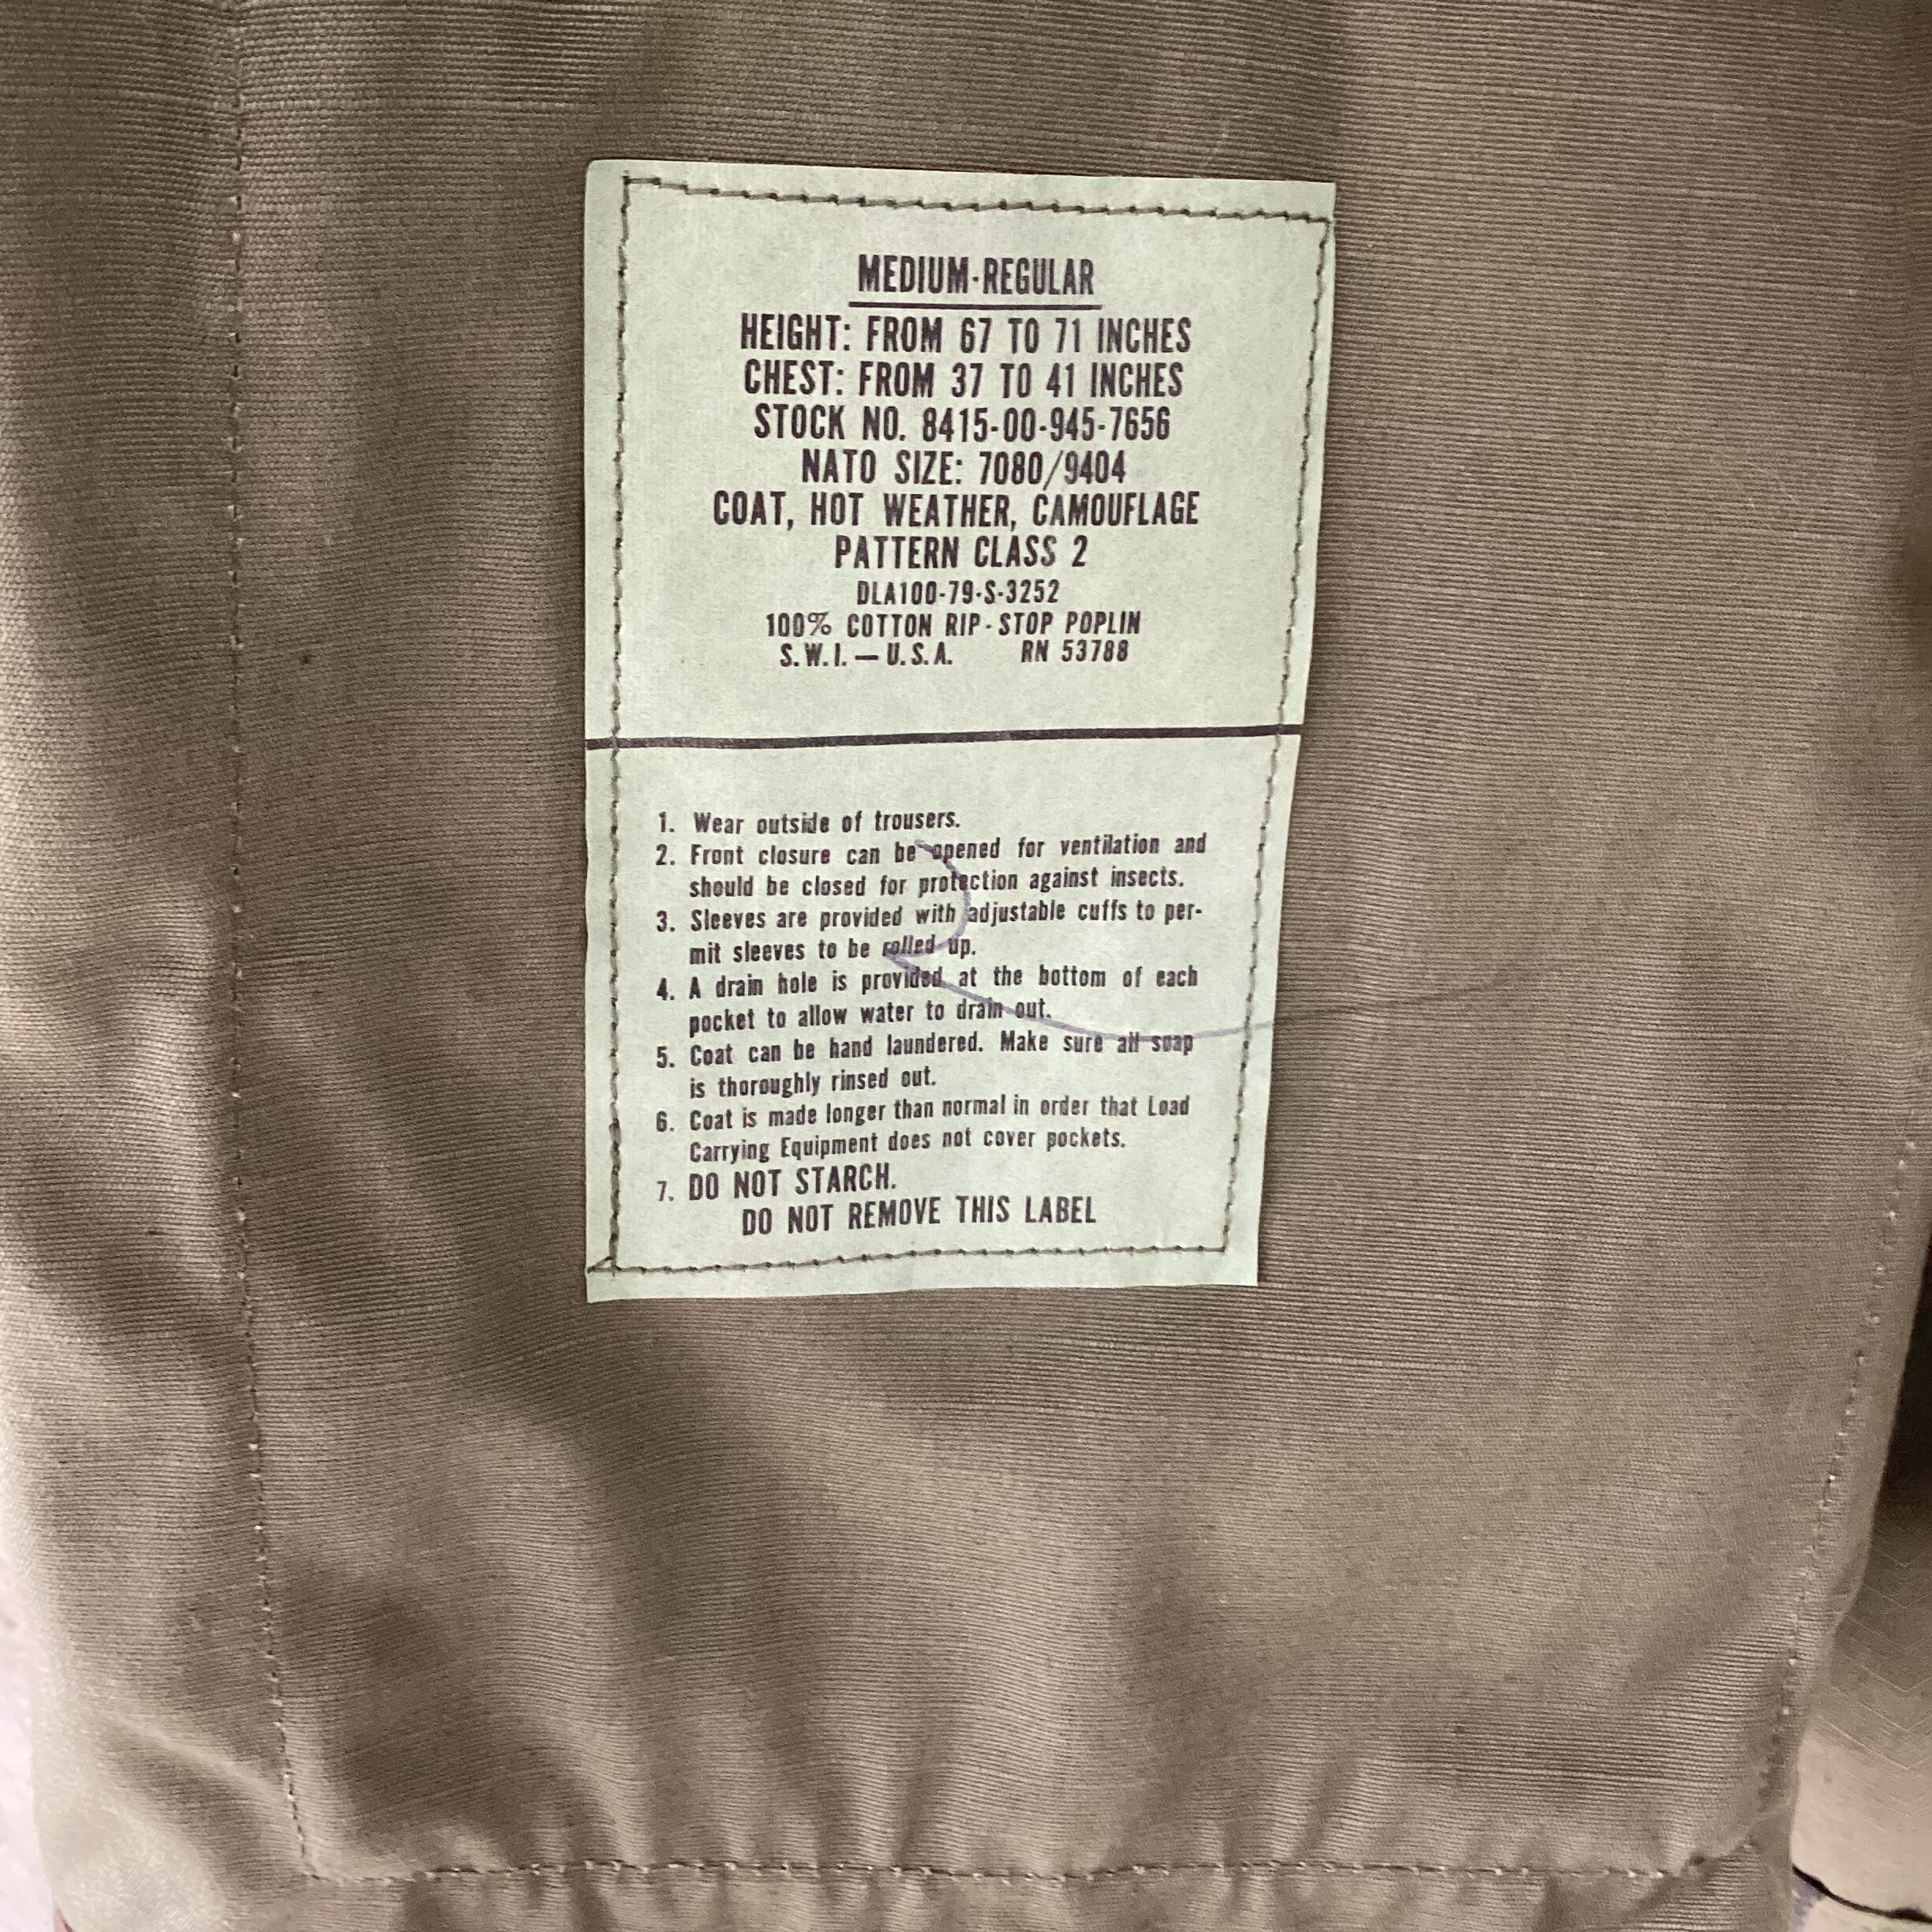 MEDIUM-REGULAR
HEIGHT: FROM 67 TO 71 INCHES
CHEST: FROM 37 TO 41 INCHES
STOCK NO. 8415-00-945-7656
NATO SIZE: 7080/9404
COAT, HOT WEATHER, CAMOUFLAGE
PATTERN CLASS 2
DLA100-79-S-3252
100% COTTON RIP-STOP POPLIN
S.W.I. — U.S.A. RN 53788
1. Wear outside of trousers.
2. Front closure can be opened for ventilation and
should be closed for protection against insects.
3. Sleeves are provided with adjustable cuffs to per-
mit sleeves to be rolled up.
4. A drain hole is provided at the bottom of each
pocket to allow water to drain out.
5. Coat can be hand laundered. Make sure all soap
is thoroughly rinsed out.
6. Coat is made longer than normal in order that Load
Carrying Equipment does not cover pockets.
7. DO NOT STARCH.
DO NOT REMOVE THIS LABEL